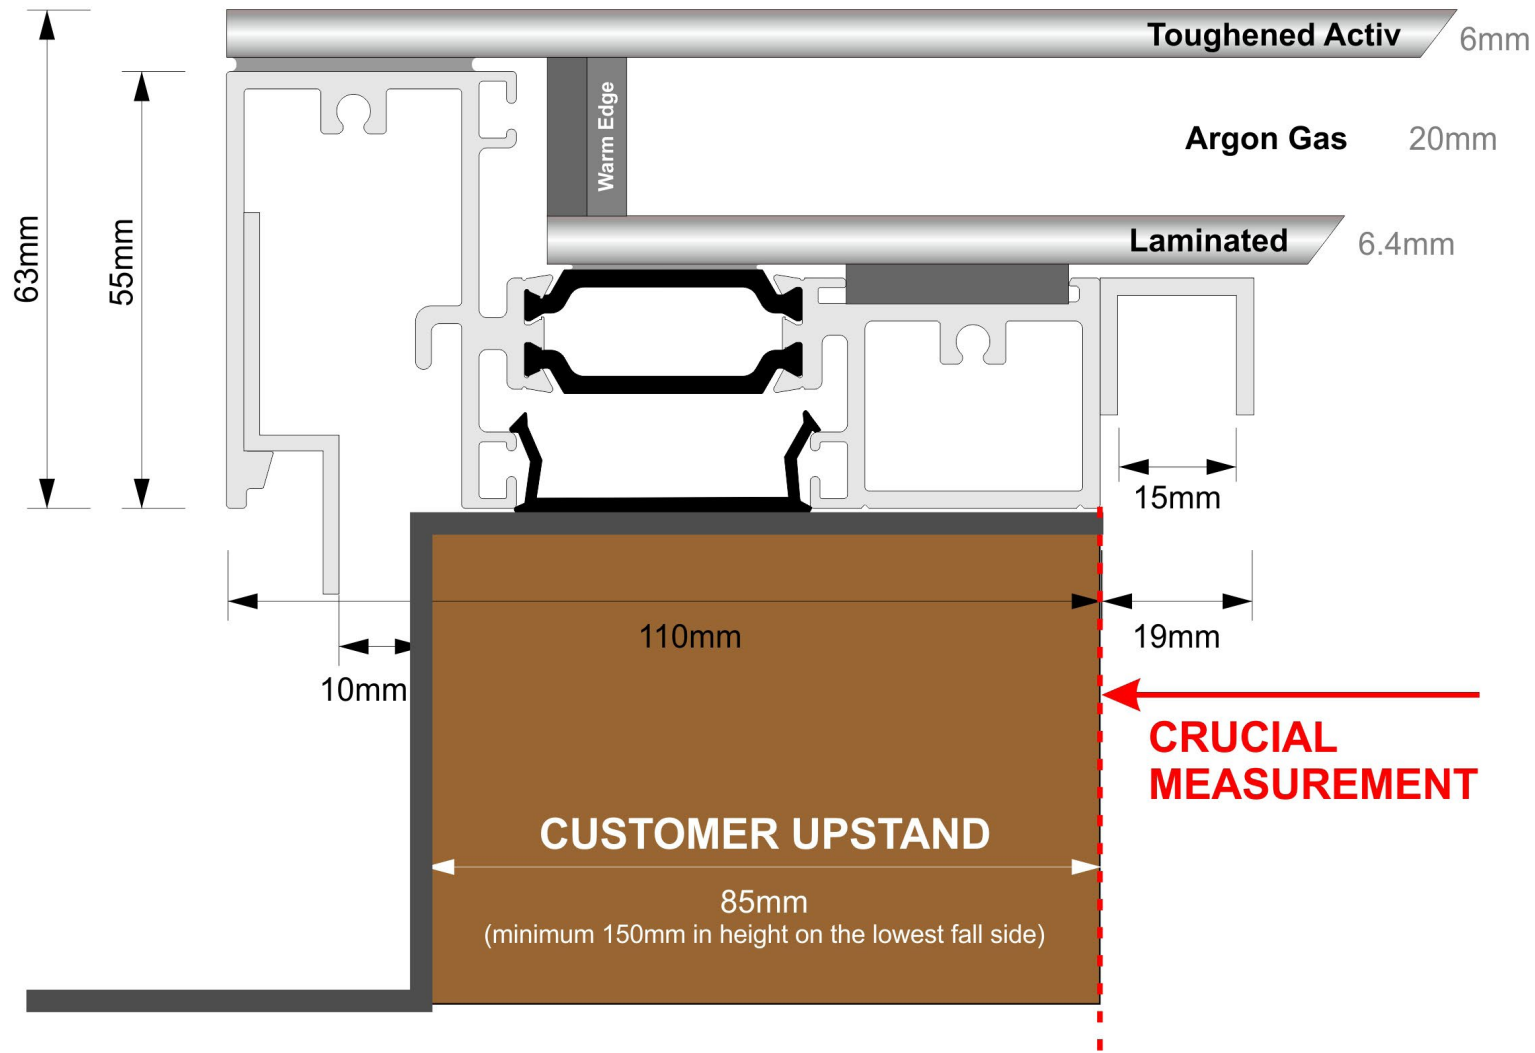 Toughened Activ
6mm
Warm Edge
Argon Gas
20mm
63mm
55mm
Laminated
6.4mm
15mm
110mm
19mm
10mm
CRUCIAL
MEASUREMENT
CUSTOMER UPSTAND
85mm
(minimum 150mm in height on the lowest fall side)